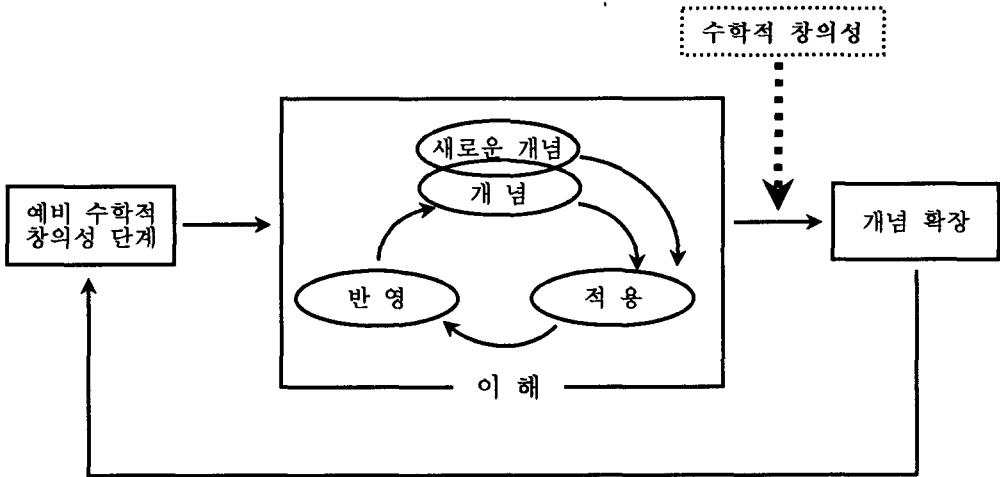 수학적 창의성
새로운 개념
개 념
예비 수학적
창의성 단계
개념 확장
반 영
적 용
이 해